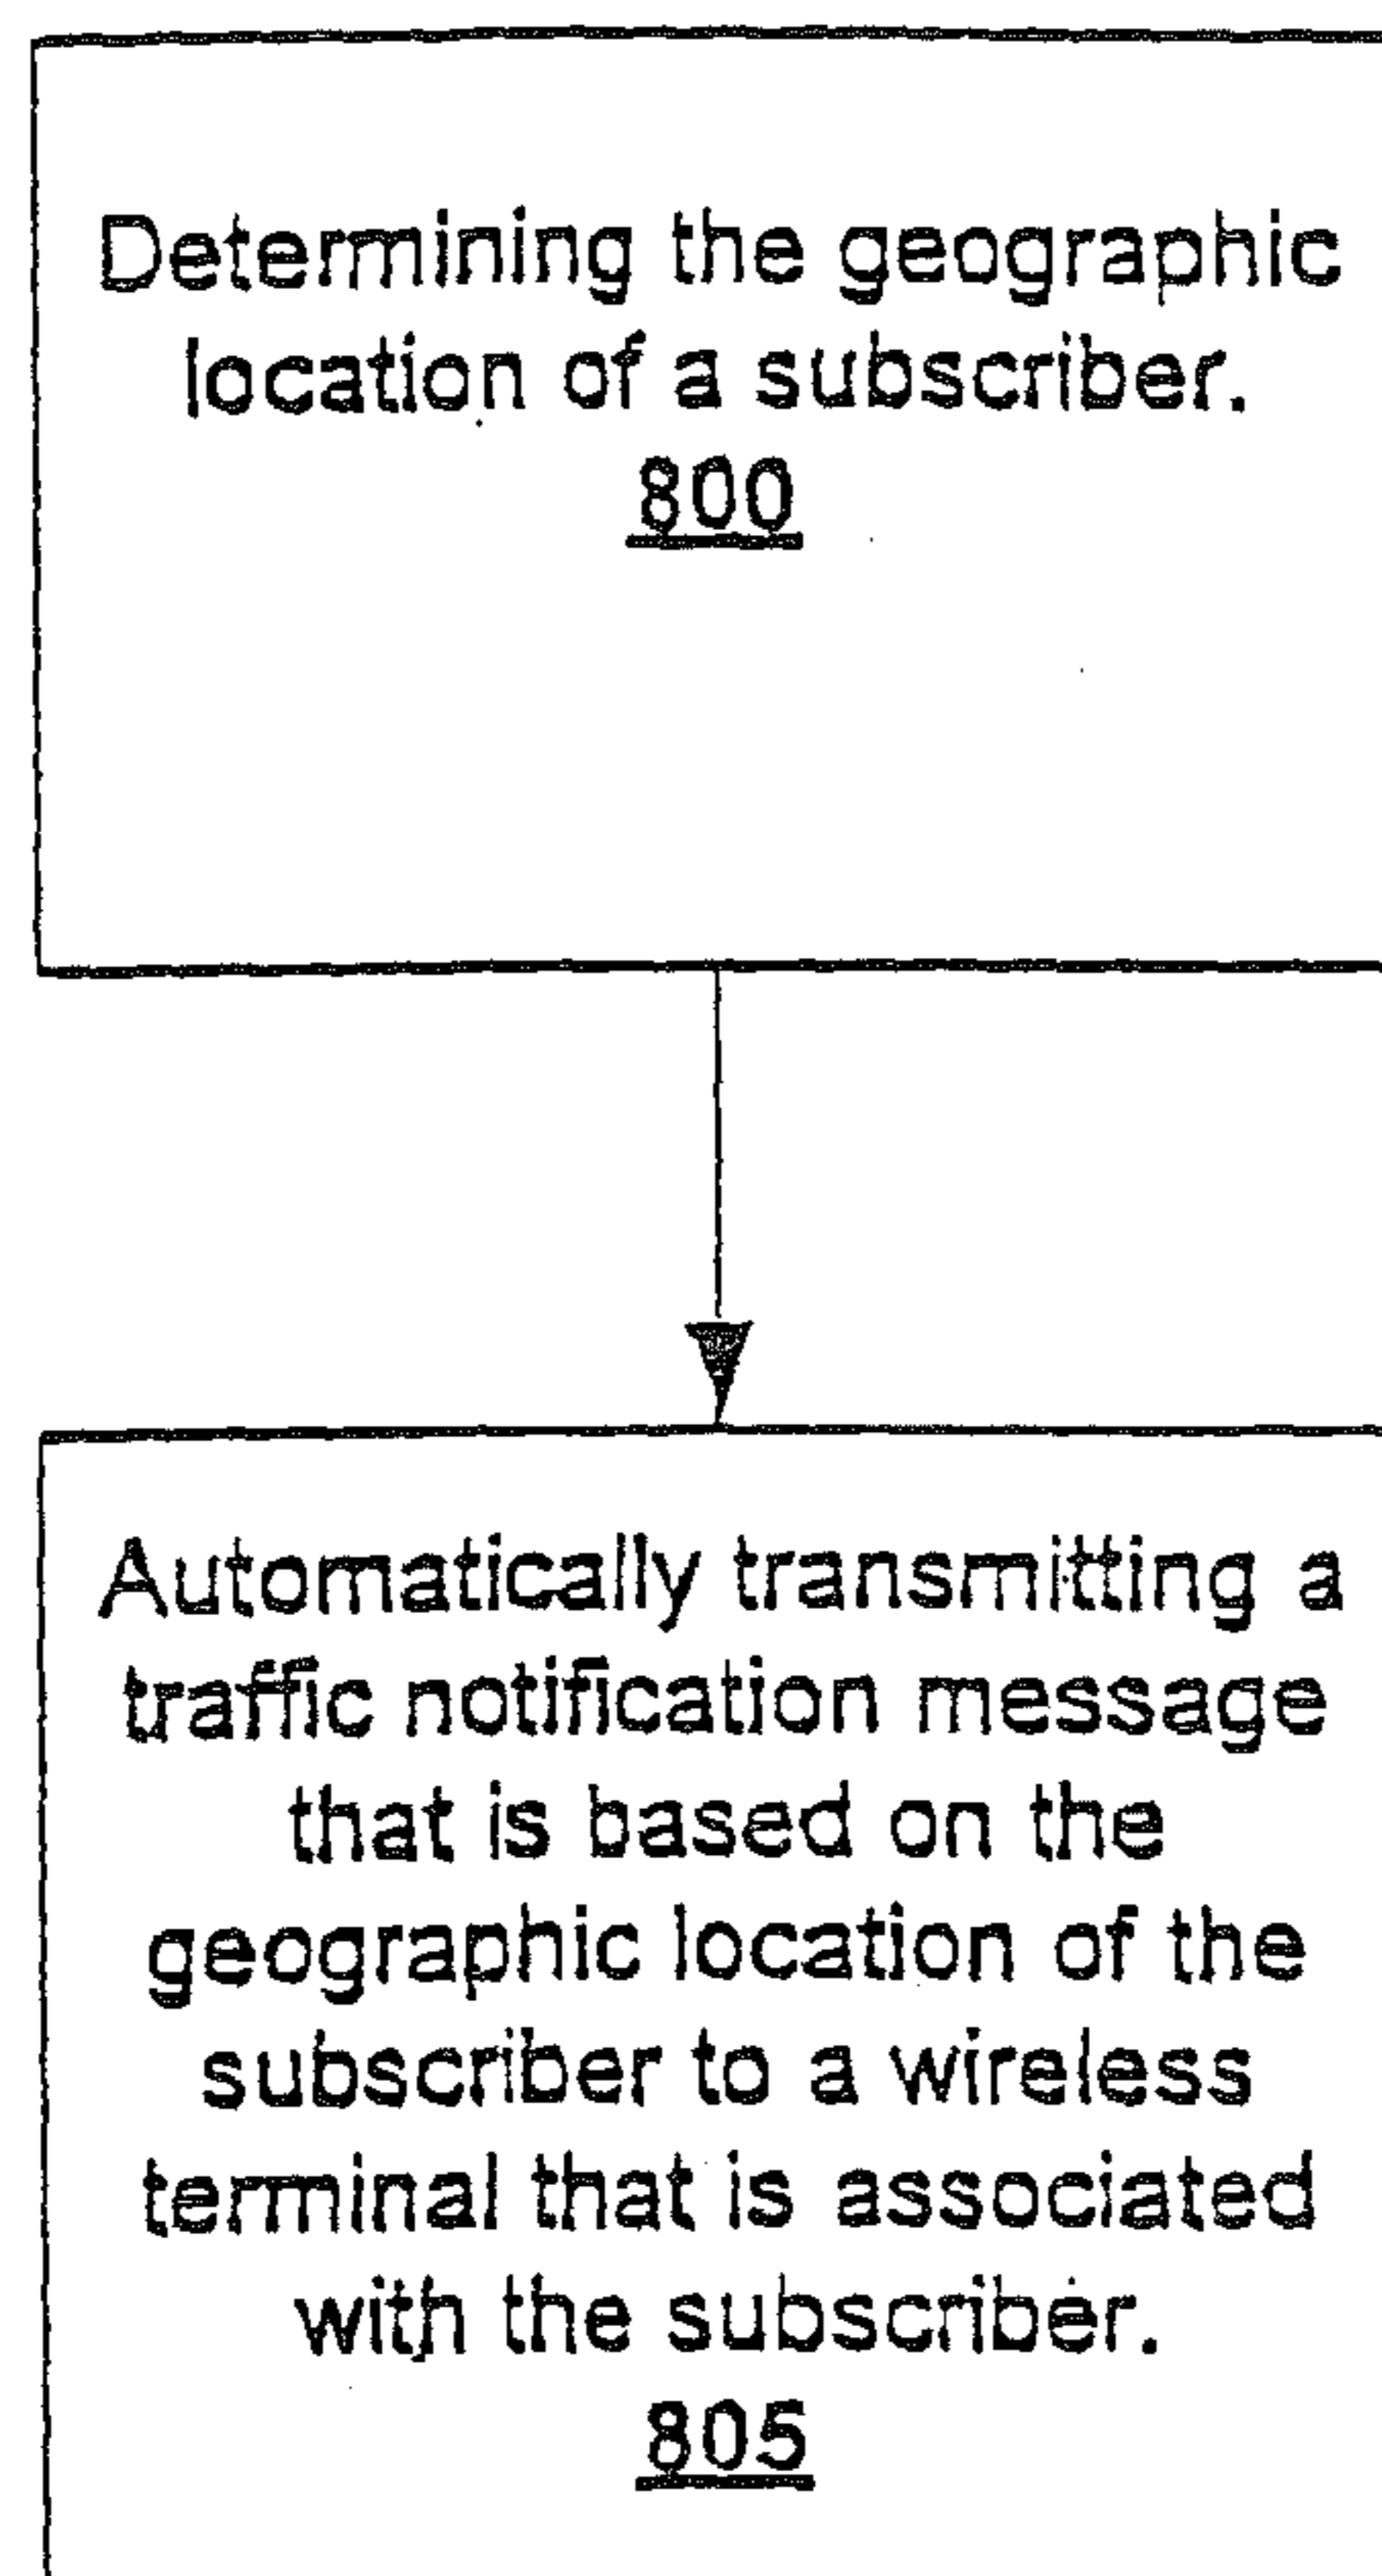 Determining the geographic
location of a subscriber.
800
Automatically transmitting a
traffic notification message
that is based on the
geographic location of the
subscriber to a wireless
terminal that is associated
with the subscriber.
805